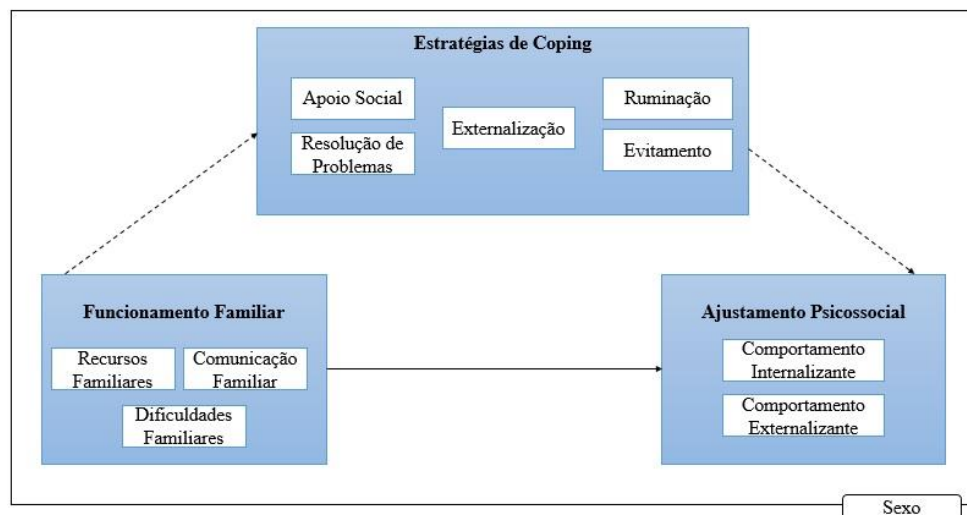 Estratégias de Coping
Apoio Social
Resolução de
Problemas
Externalização
Ruminação
Evitamento
Funcionamento Familiar
Recursos
Familiares
Comunicação
Familiar
Dificuldades
Familiares
Ajustamento Psicossocial
Comportamento
Internalizante
Comportamento
Externalizante
Sexo